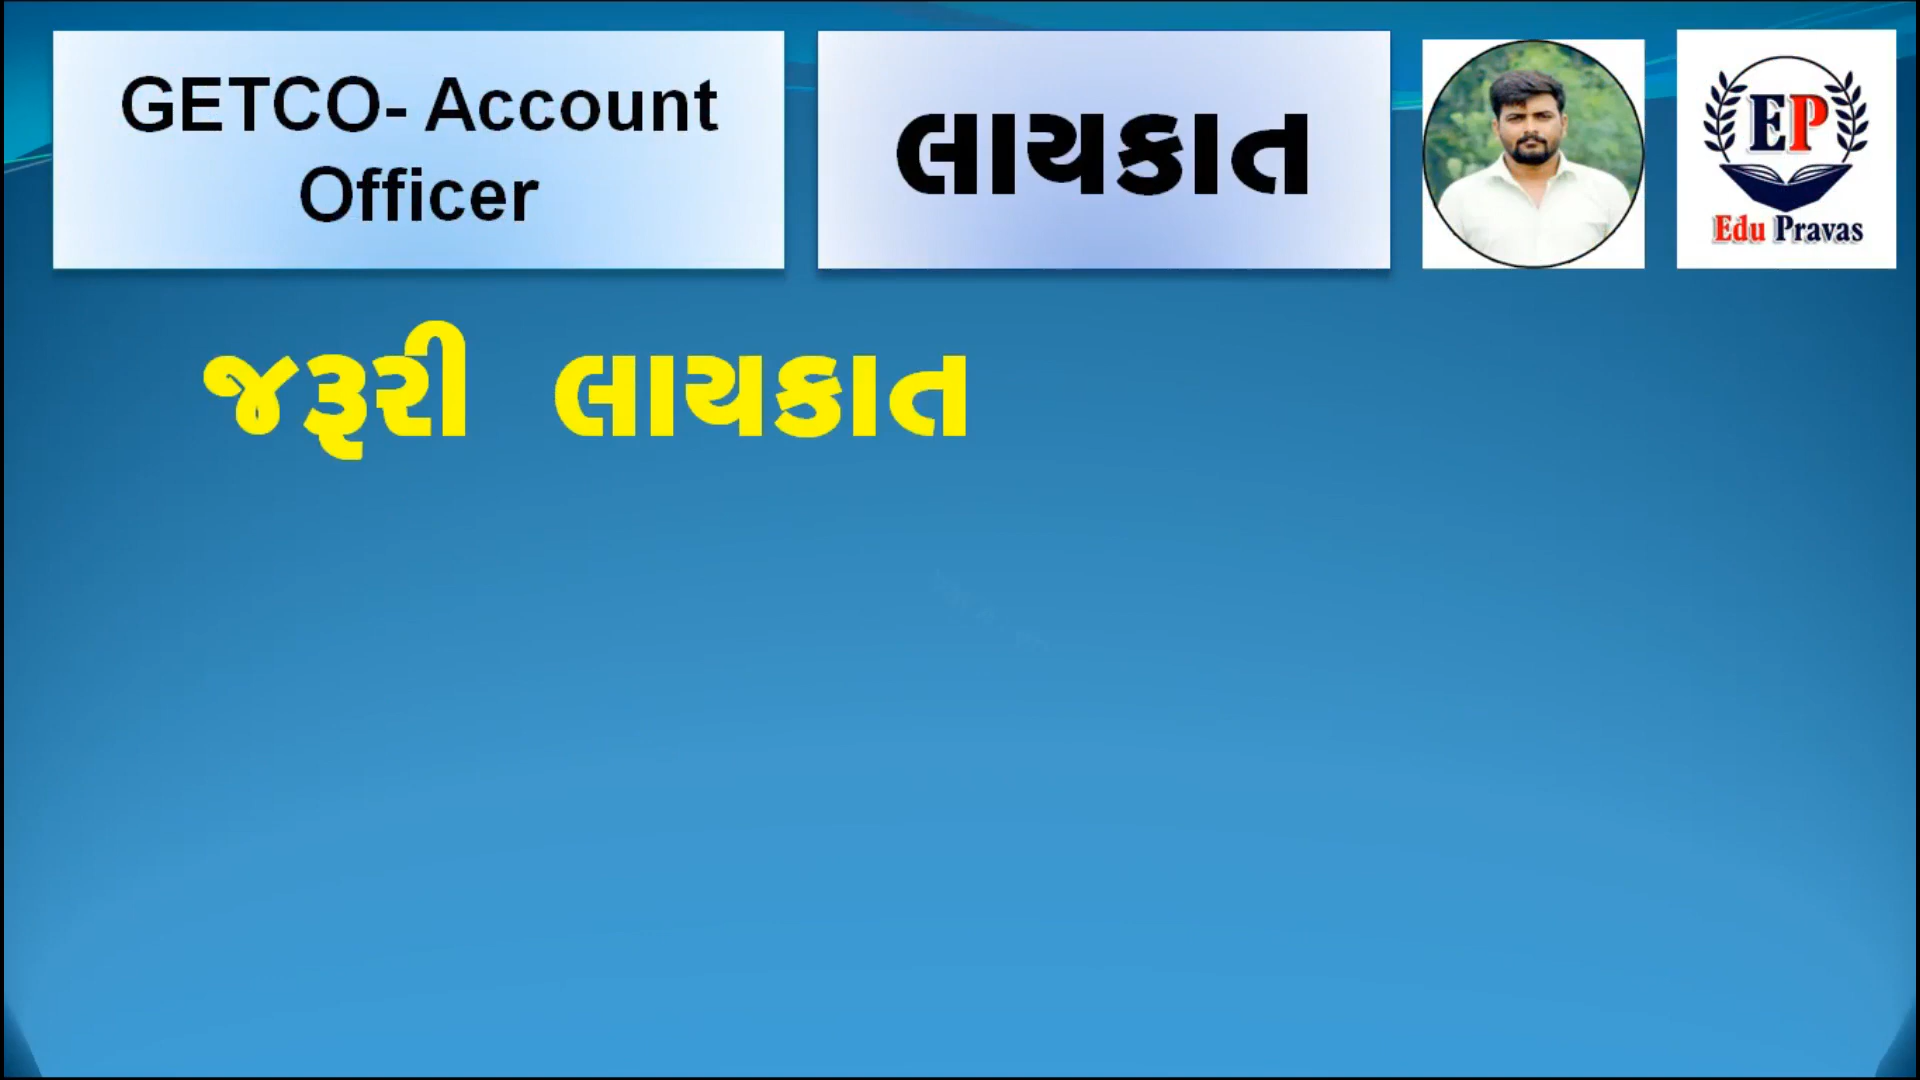 GETCO- Account
Officer
લાયકાત
EP
Edu Pravas
જરૂરી લાયકાત